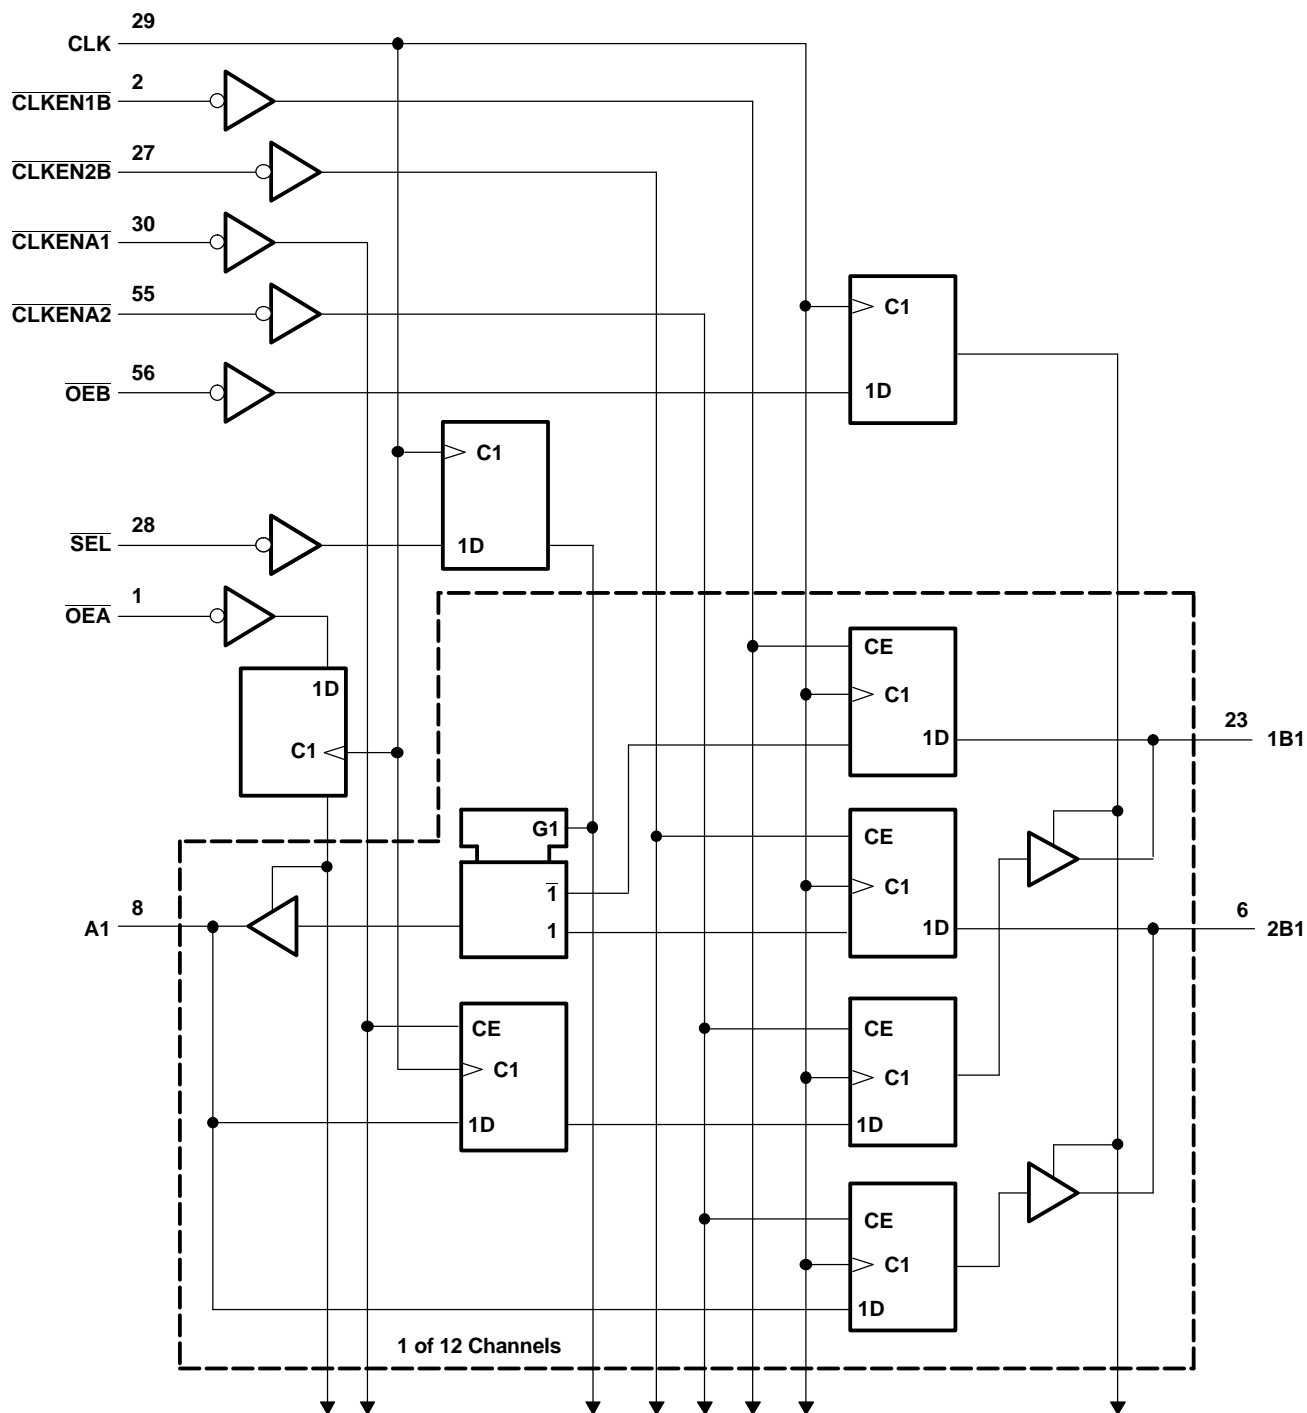 29
CLK
2
CLKEN1B
27
CLKEN2B
30
CLKENA1
55
CLKENA2
C1
56
OEB
1D
C1
28
SEL
1D
1
OEA
CE
1D
C1
1D
23
1B1
C1
G1
CE
1
C1
8
A1
1
1D
6
2B1
CE
C1
1D
CE
C1
1D
CE
C1
1D
1 of 12 Channels